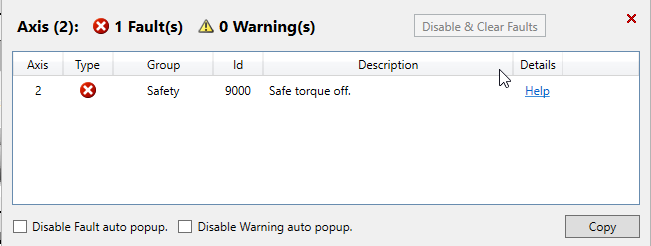 Axis (2): 1 Fault(s) 0 Warning(s) Disable & Clear Faults
Axis Type Group Id Description Details
2 Safety 9000 Safe torque off. Help
Disable Fault auto popup. Disable Warning auto popup. Copy